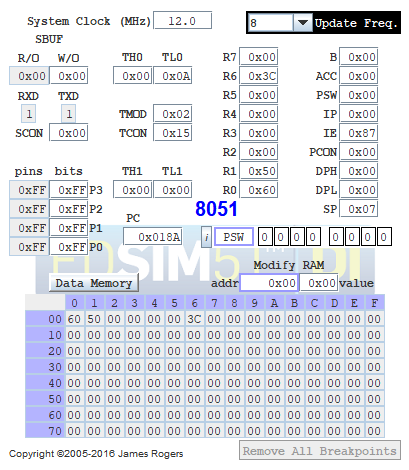 System Clock (MHz) 12.0 8 Update Freq.
SBUF
R/O W/O TH0 TL0 R7 0x00 B 0x00
0x00 0x00 0x00 0x0A R6 0x3C ACC 0x00
RXD TXD R5 0x00 PSW 0x00
1 1 TMOD 0x02 R4 0x00 IP 0x00
SCON 0x00 TCON 0x15 R3 0x00 IE 0x87
R2 0x00 PCON 0x00
pins bits TH1 TL1 R1 0x50 DPH 0x00
0xFF 0xFF P3 0x00 0x00 R0 0x60 DPL 0x00
0xFF 0xFF P2 8051 SP 0x07
0xFF 0xFF P1 PC
0xFF 0xFF P0 0x018A i PSW 0 0 0 0 0 0 0 0
Modify RAM
Data Memory addr 0x00 0x00 value
0 1 2 3 4 5 6 7 8 9 A B C D E F
00 60 50 00 00 00 00 3C 00 00 00 00 00 00 00 00 00
10 00 00 00 00 00 00 00 00 00 00 00 00 00 00 00 00
20 00 00 00 00 00 00 00 00 00 00 00 00 00 00 00 00
30 00 00 00 00 00 00 00 00 00 00 00 00 00 00 00 00
40 00 00 00 00 00 00 00 00 00 00 00 00 00 00 00 00
50 00 00 00 00 00 00 00 00 00 00 00 00 00 00 00 00
60 00 00 00 00 00 00 00 00 00 00 00 00 00 00 00 00
70 00 00 00 00 00 00 00 00 00 00 00 00 00 00 00 00
Copyright ©2005-2016 James Rogers Remove All Breakpoints